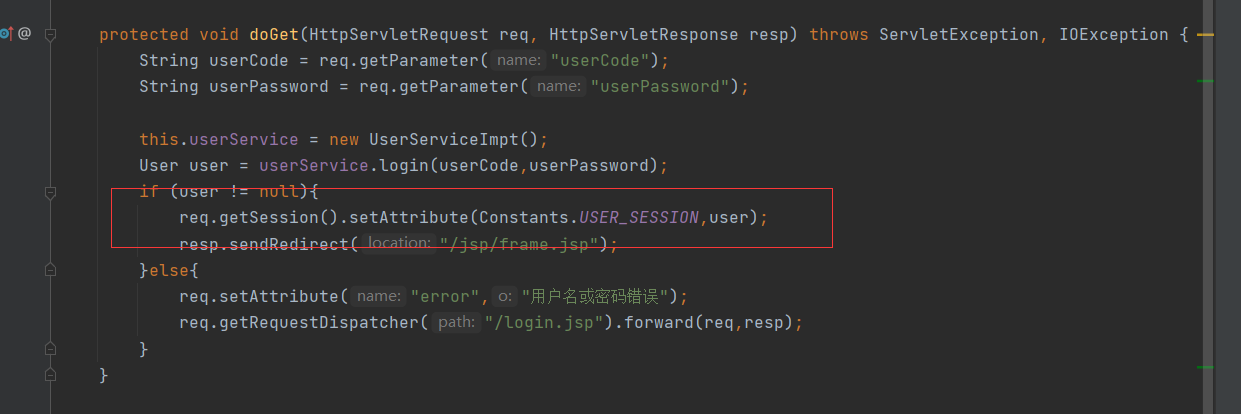 @
protected void doGet(HttpServletRequest req, HttpServletResponse resp) throws ServletException, IOException {
String userCode = req.getParameter( name: "userCode");
String userPassword = req.getParameter( name: "userPassword");
this.userService = new UserServiceImpt();
User user = userService.login(userCode,userPassword);
if (user != null){
req.getSession().setAttribute(Constants.USER_SESSION,user);
resp.sendRedirect( location: "/jsp/frame.jsp");
}else{
req.setAttribute( name: "error", o: "用户名或密码错误");
req.getRequestDispatcher( path: "/login.jsp").forward(req,resp);
}
}